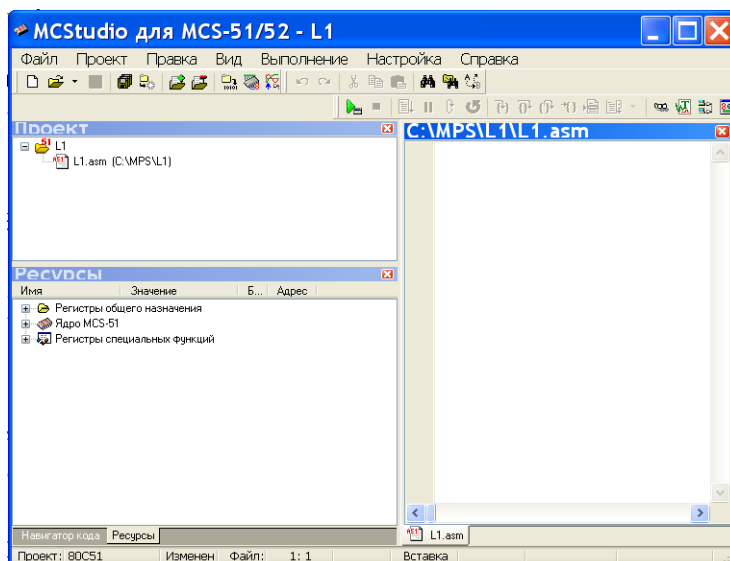 MCStudio для MCS-51/52 - L1
Файл Проект Правка Вид Выполнение Настройка Справка
Проект
L1
L1.asm (C:\MPS\L1)
Ресурсы
Имя Значение Б... Адрес
Регистры общего назначения
Ядро MCS-51
Регистры специальных функций
Навигатор кода Ресурсы
C:\MPS\L1\L1.asm
L1.asm
Проект: 80C51 Изменен Файл: 1: 1 Вставка